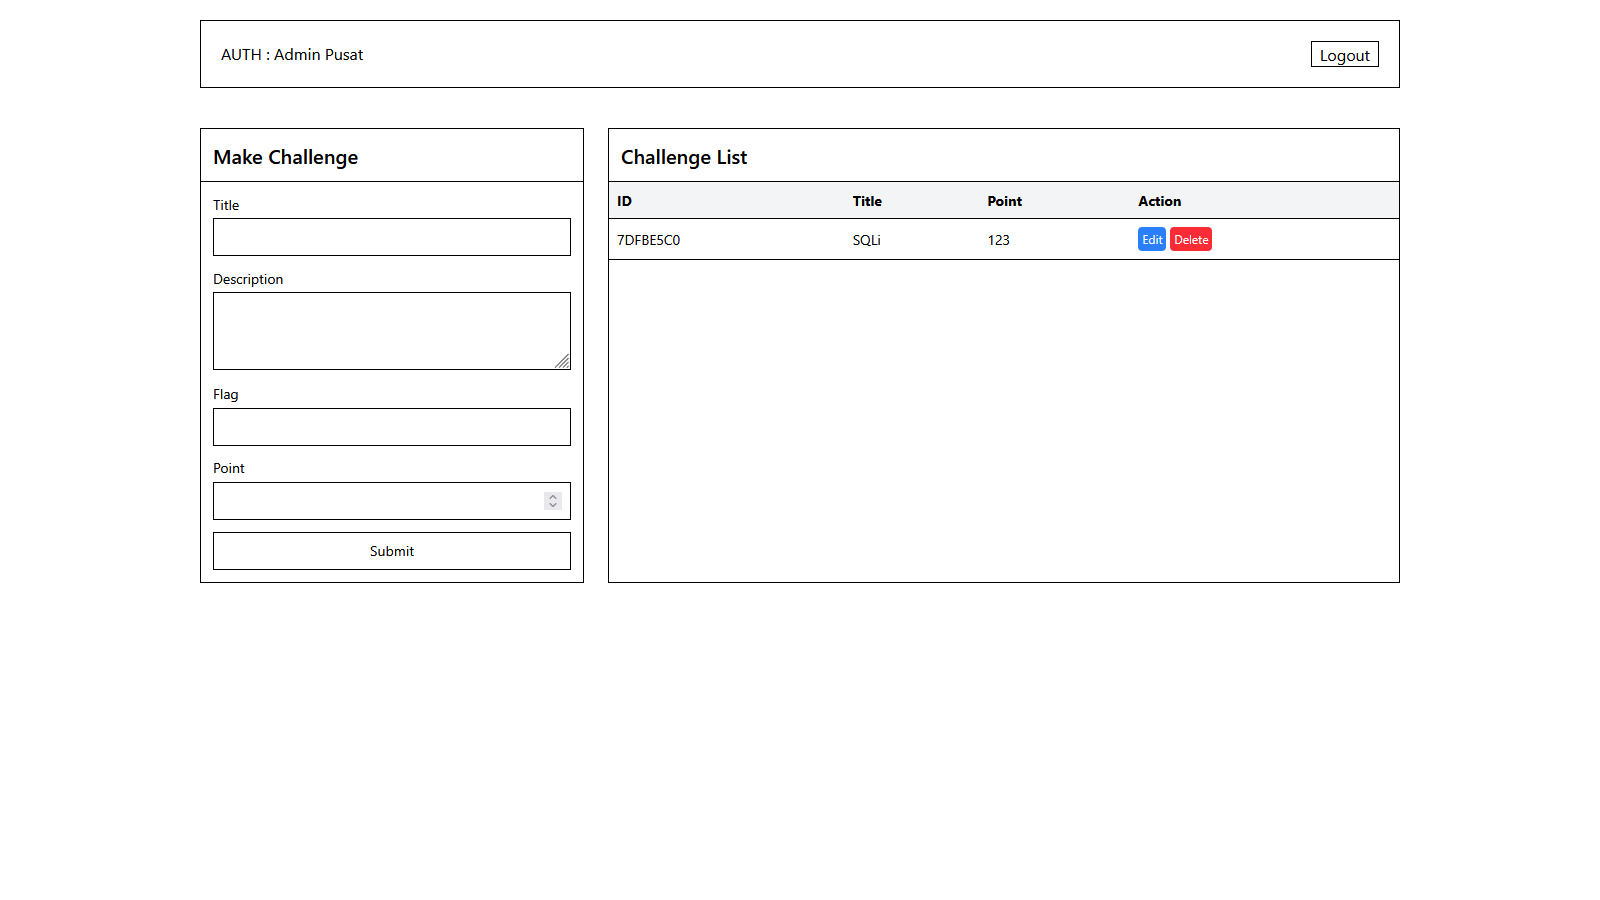 AUTH : Admin Pusat
Logout
Make Challenge
Title
Description
Flag
Point
Submit
Challenge List
ID Title Point Action
7DFBE5C0 SQLi 123 Edit Delete